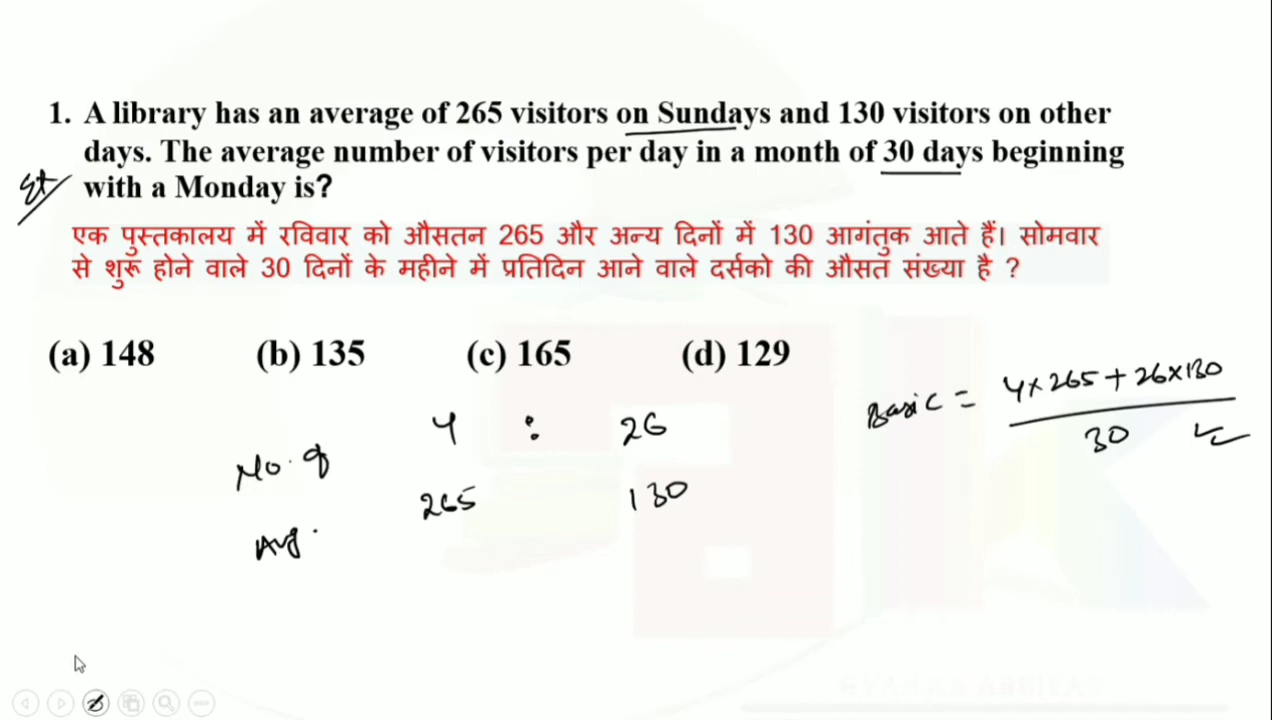 1. A library has an average of 265 visitors on Sundays and 130 visitors on other
days. The average number of visitors per day in a month of 30 days beginning
with a Monday is?
एक पुस्तकालय में रविवार को औसतन 265 और अन्य दिनों में 130 आगंतुक आते हैं। सोमवार
से शुरू होने वाले 30 दिनों के महीने में प्रतिदिन आने वाले दर्सको की औसत संख्या है ?
(a) 148 (b) 135 (c) 165 (d) 129
Basic = 4×265 + 26×130
30
4 : 26
No. of
265 130
Avg.